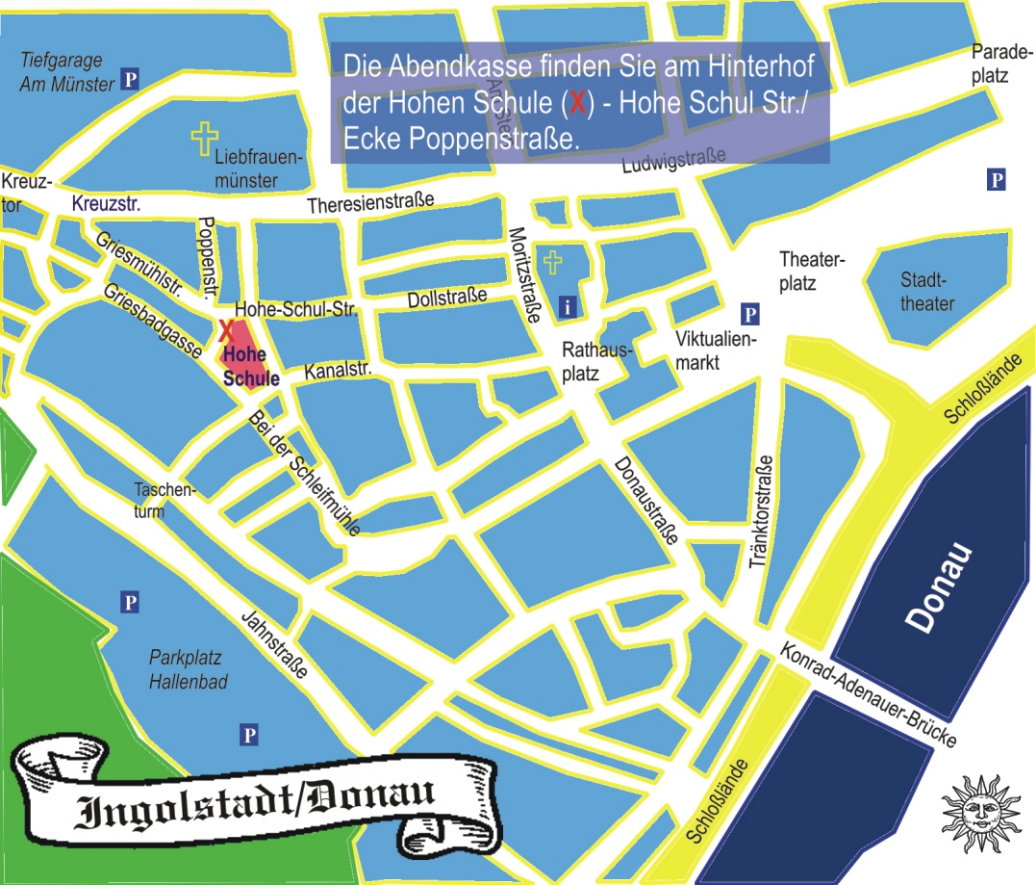 Tiefgarage
Am Münster P
Die Abendkasse finden Sie am Hinterhof
der Hohen Schule (X) - Hohe Schul Str./
Ecke Poppenstraße.
Parade-
platz
Am Stein
Liebfrauen-
münster
Ludwigstraße
P
Kreuz-
tor
Kreuzstr.
Theresienstraße
Poppenstr.
Griesmühlstr.
Moritzstraße
Theater-
platz
Stadt-
theater
Griesbadgasse
Hohe-Schul-Str.
Dollstraße
i
P
X
Hohe
Schule
Kanalstr.
Rathaus-
platz
Viktualien-
markt
Schloßlände
Bei der Schleifmühle
Donaustraße
Tränktorstraße
Taschen-
turm
Donau
P
Jahnstraße
Parkplatz
Hallenbad
Konrad-Adenauer-Brücke
P
Schloßlände
Ingolstadt/Donau